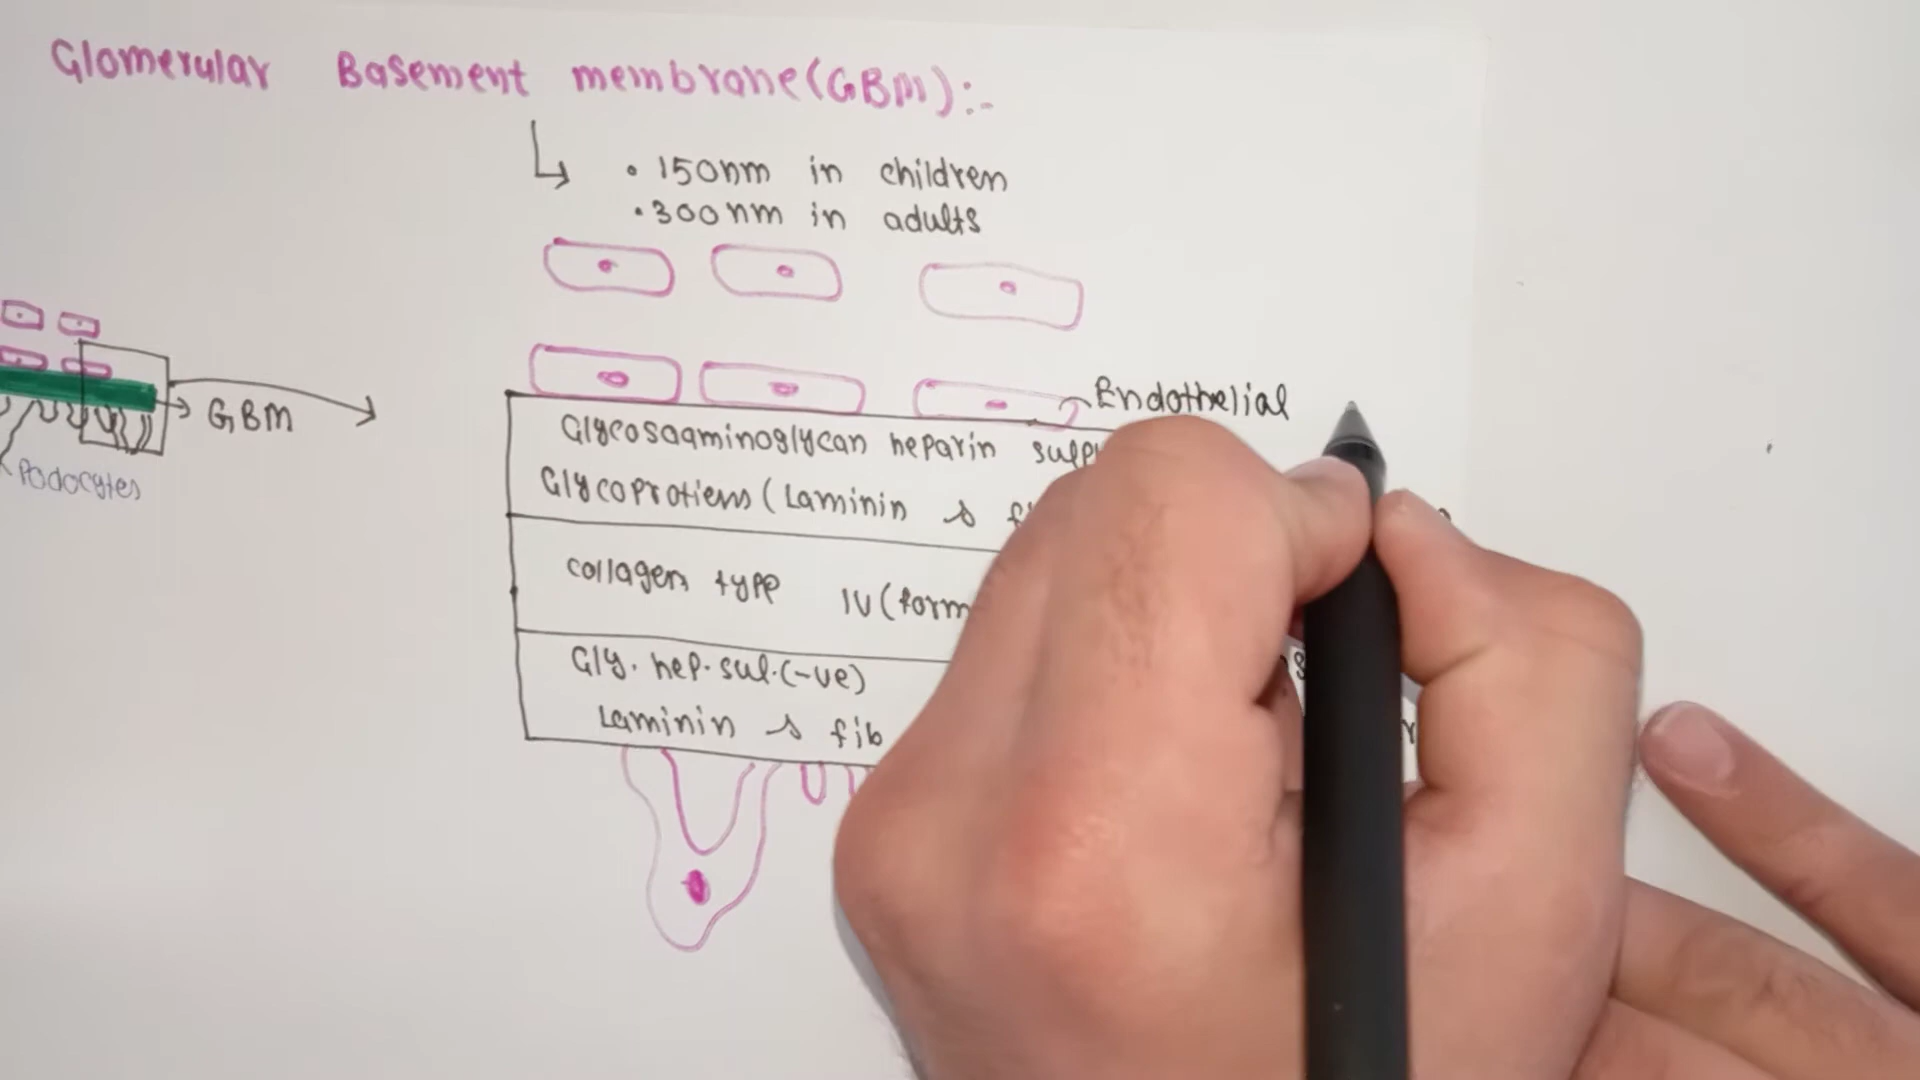 Glomerular Basement membrane(GBM):-
• 150nm in children
• 300nm in adults
Endothelial
GBM
Podocytes
Glycosaaminoglycan heparin sulp
Glycoprotiens (Laminin &
collagen type IV (form
Gly. hep. sul. (-ve)
Laminin & fib